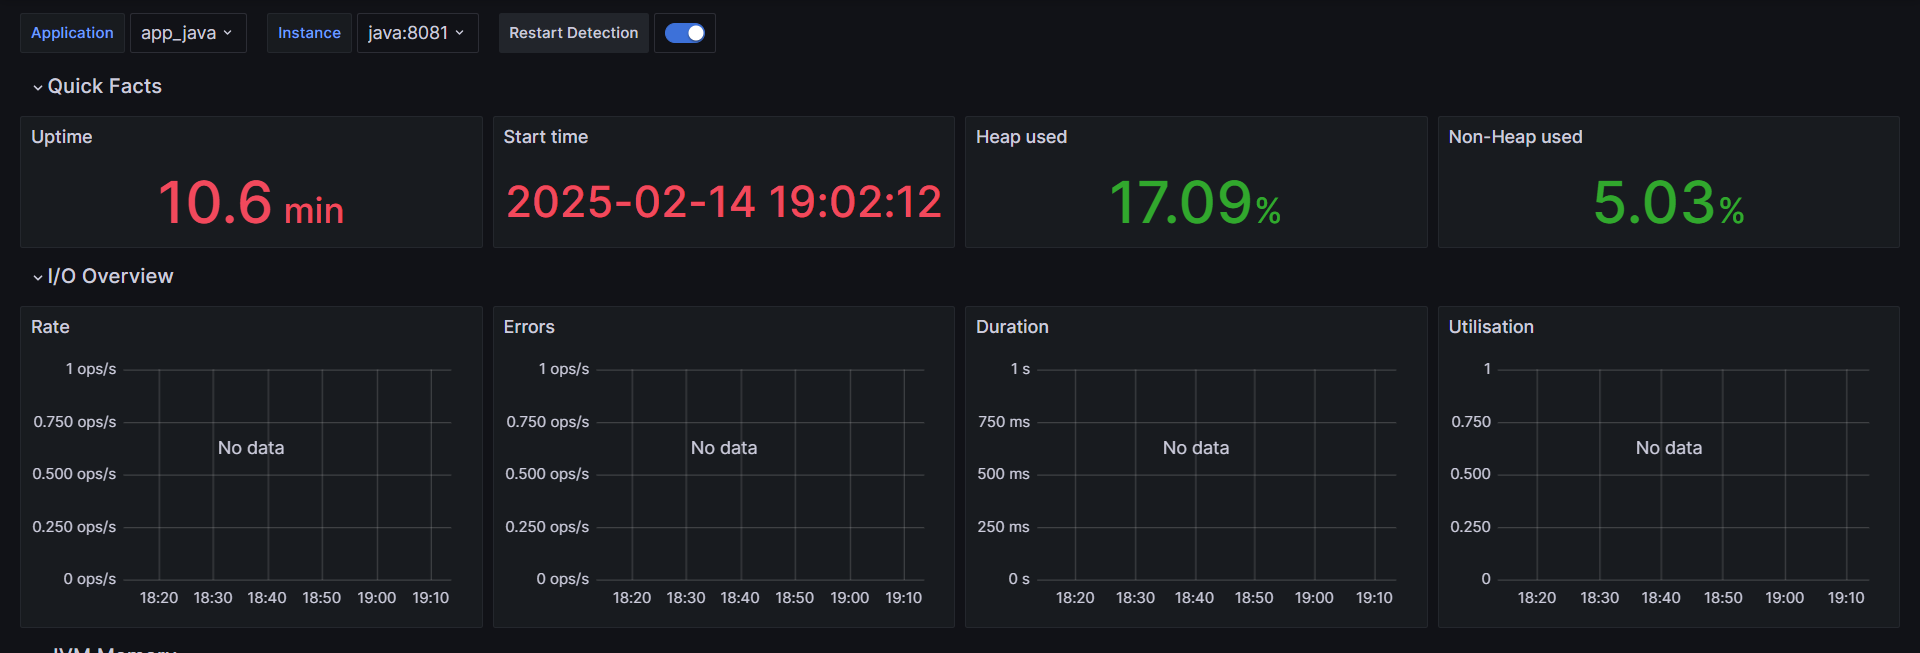 Application app_java Instance java:8081 Restart Detection
Quick Facts
Uptime
10.6 min
Start time
2025-02-14 19:02:12
Heap used
17.09%
Non-Heap used
5.03%
I/O Overview
Rate
1 ops/s
0.750 ops/s
0.500 ops/s
0.250 ops/s
0 ops/s
No data
18:20 18:30 18:40 18:50 19:00 19:10
Errors
1 ops/s
0.750 ops/s
0.500 ops/s
0.250 ops/s
0 ops/s
No data
18:20 18:30 18:40 18:50 19:00 19:10
Duration
1 s
750 ms
500 ms
250 ms
0 s
No data
18:20 18:30 18:40 18:50 19:00 19:10
Utilisation
1
0.750
0.500
0.250
0
No data
18:20 18:30 18:40 18:50 19:00 19:10
JVM Memory